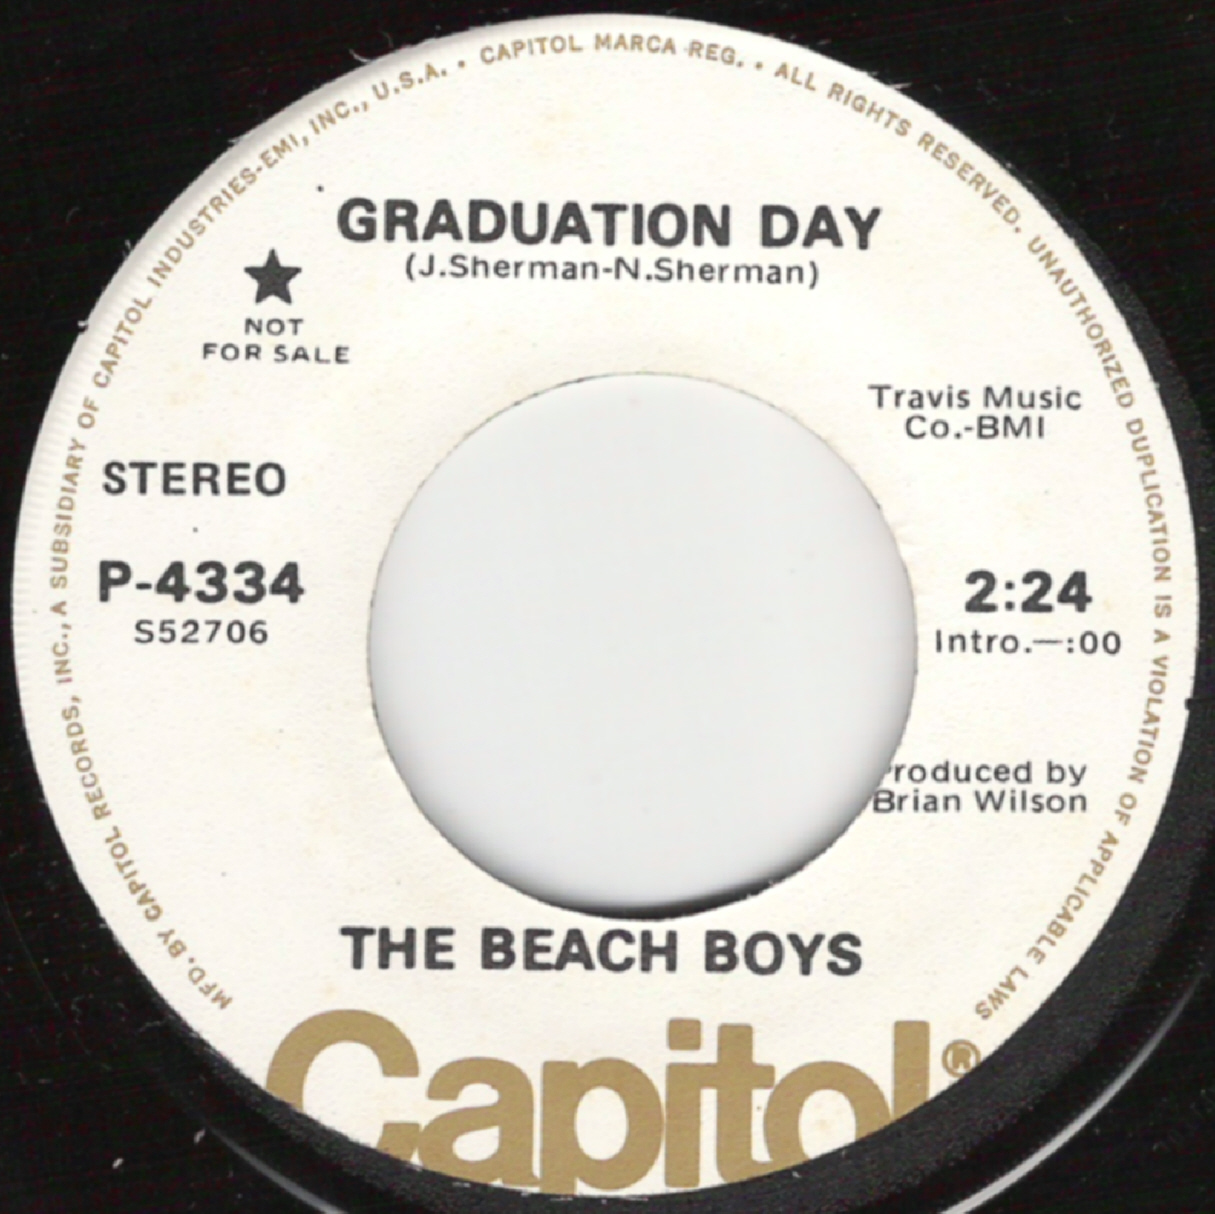 MFD. BY CAPITOL RECORDS, INC., A SUBSIDIARY OF CAPITOL INDUSTRIES-EMI, INC., U.S.A. • CAPITOL MARCA REG. • ALL RIGHTS RESERVED. UNAUTHORIZED DUPLICATION IS A VIOLATION OF APPLICABLE LAWS
GRADUATION DAY
(J.Sherman-N.Sherman)
★
NOT
FOR SALE
Travis Music
Co.-BMI
STEREO
P-4334
S52706
2:24
Intro.—:00
Produced by
Brian Wilson
THE BEACH BOYS
Capitol®